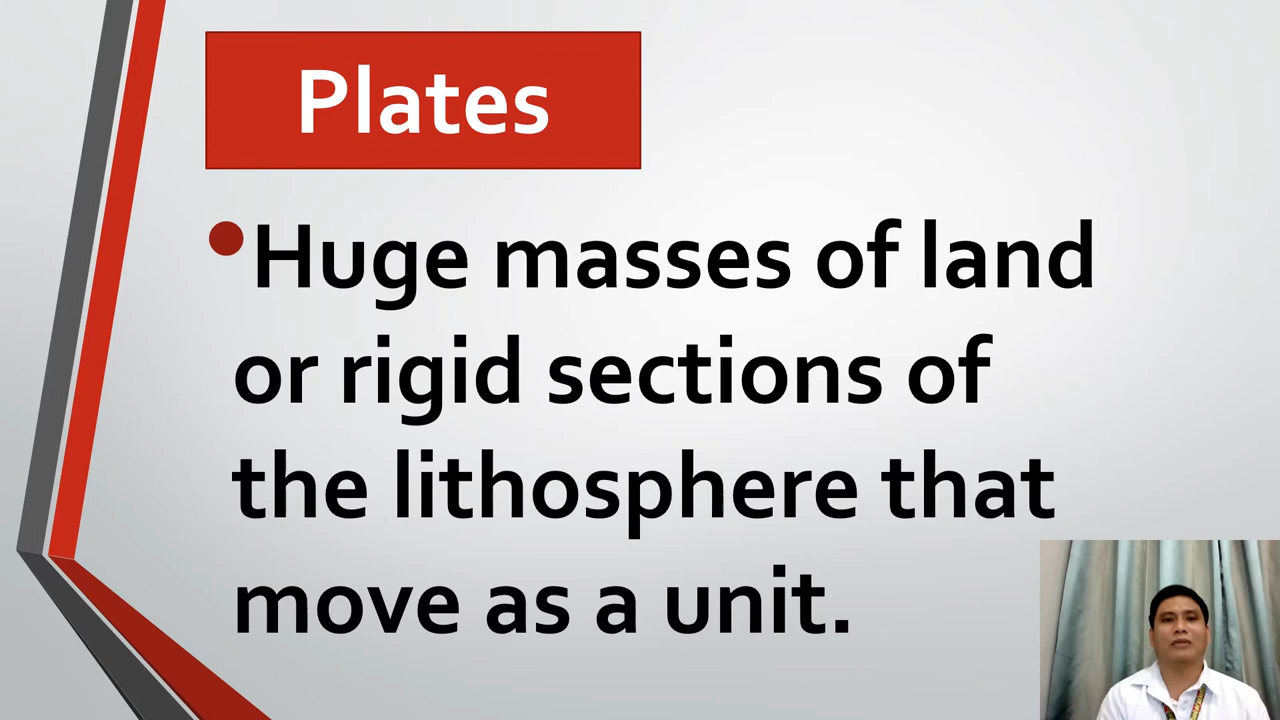 Plates
•Huge masses of land
or rigid sections of
the lithosphere that
move as a unit.